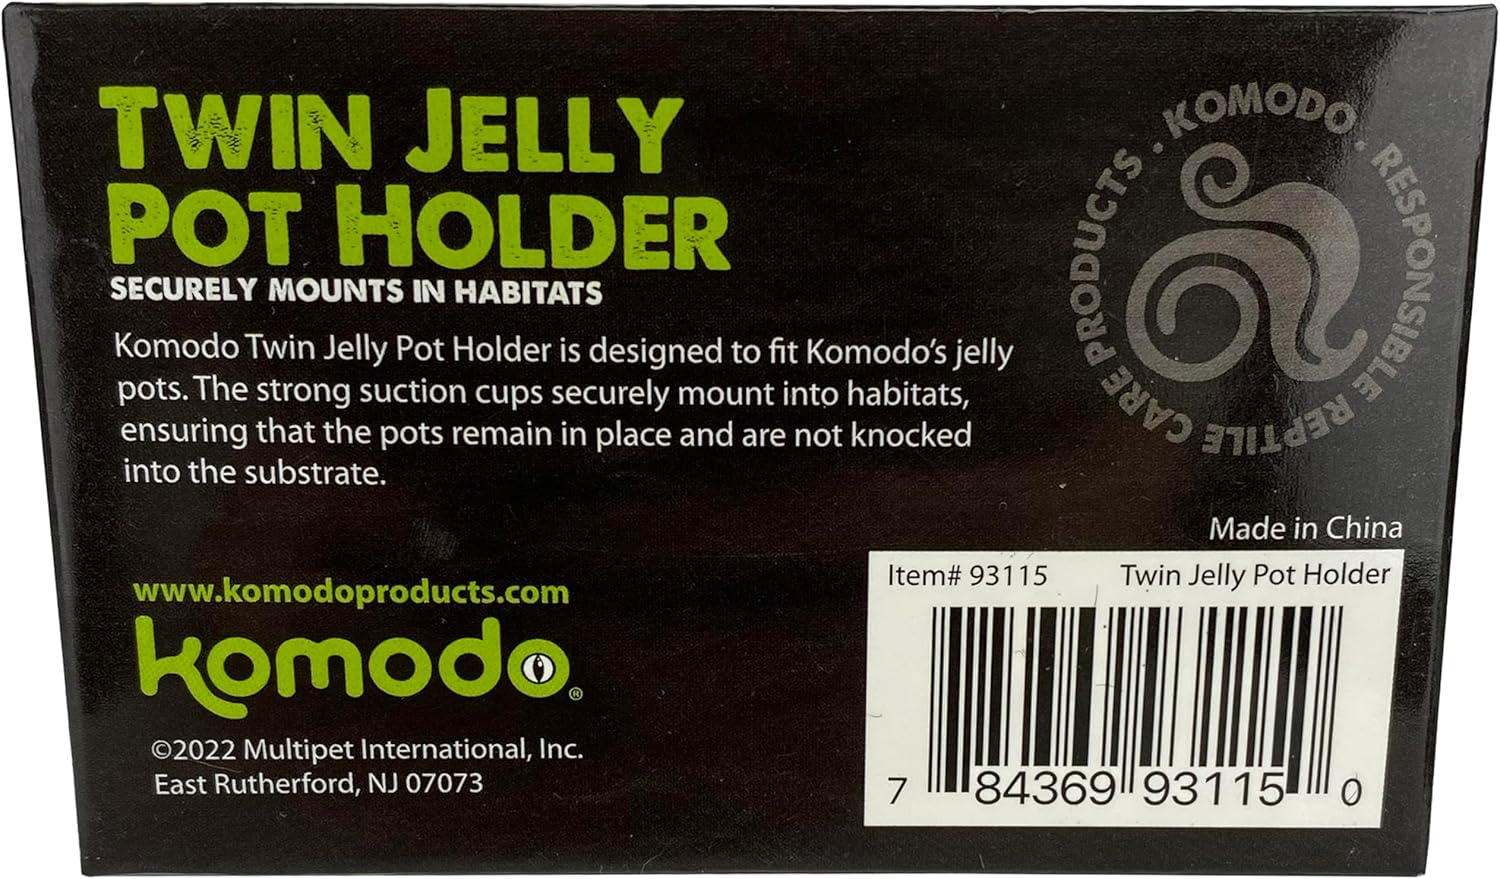 TWIN JELLY
POT HOLDER
SECURELY MOUNTS IN HABITATS
Komodo Twin Jelly Pot Holder is designed to fit Komodo's jelly
pots. The strong suction cups securely mount into habitats,
ensuring that the pots remain in place and are not knocked
into the substrate.
KOMODO . RESPONSIBLE REPTILE CARE PRODUCTS .
Made in China
Item# 93115 Twin Jelly Pot Holder
7 84369 93115 0
www.komodoproducts.com
komodo®
©2022 Multipet International, Inc.
East Rutherford, NJ 07073